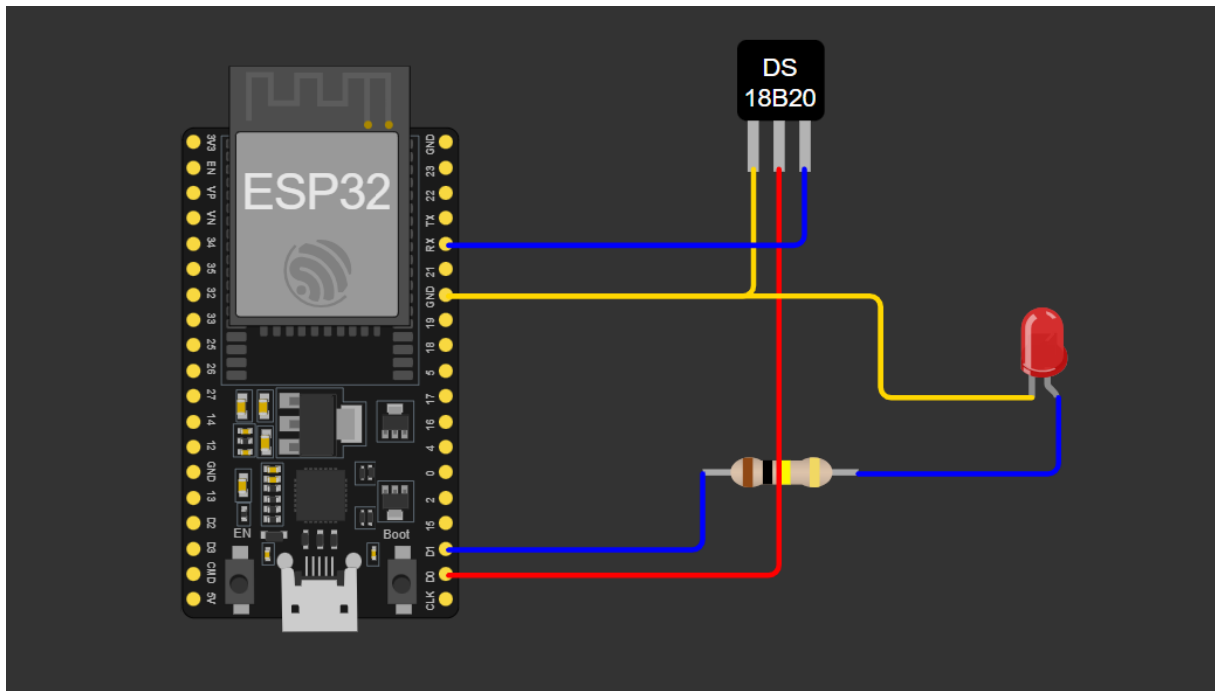 DS
18B20
ESP32
3V3
EN
VP
VN
34
35
32
33
25
26
27
14
12
GND
13
D2
D3
CMD
5V
GND
23
22
TX
RX
21
GND
19
18
5
17
16
4
0
2
15
D1
D0
CLK
EN
Boot